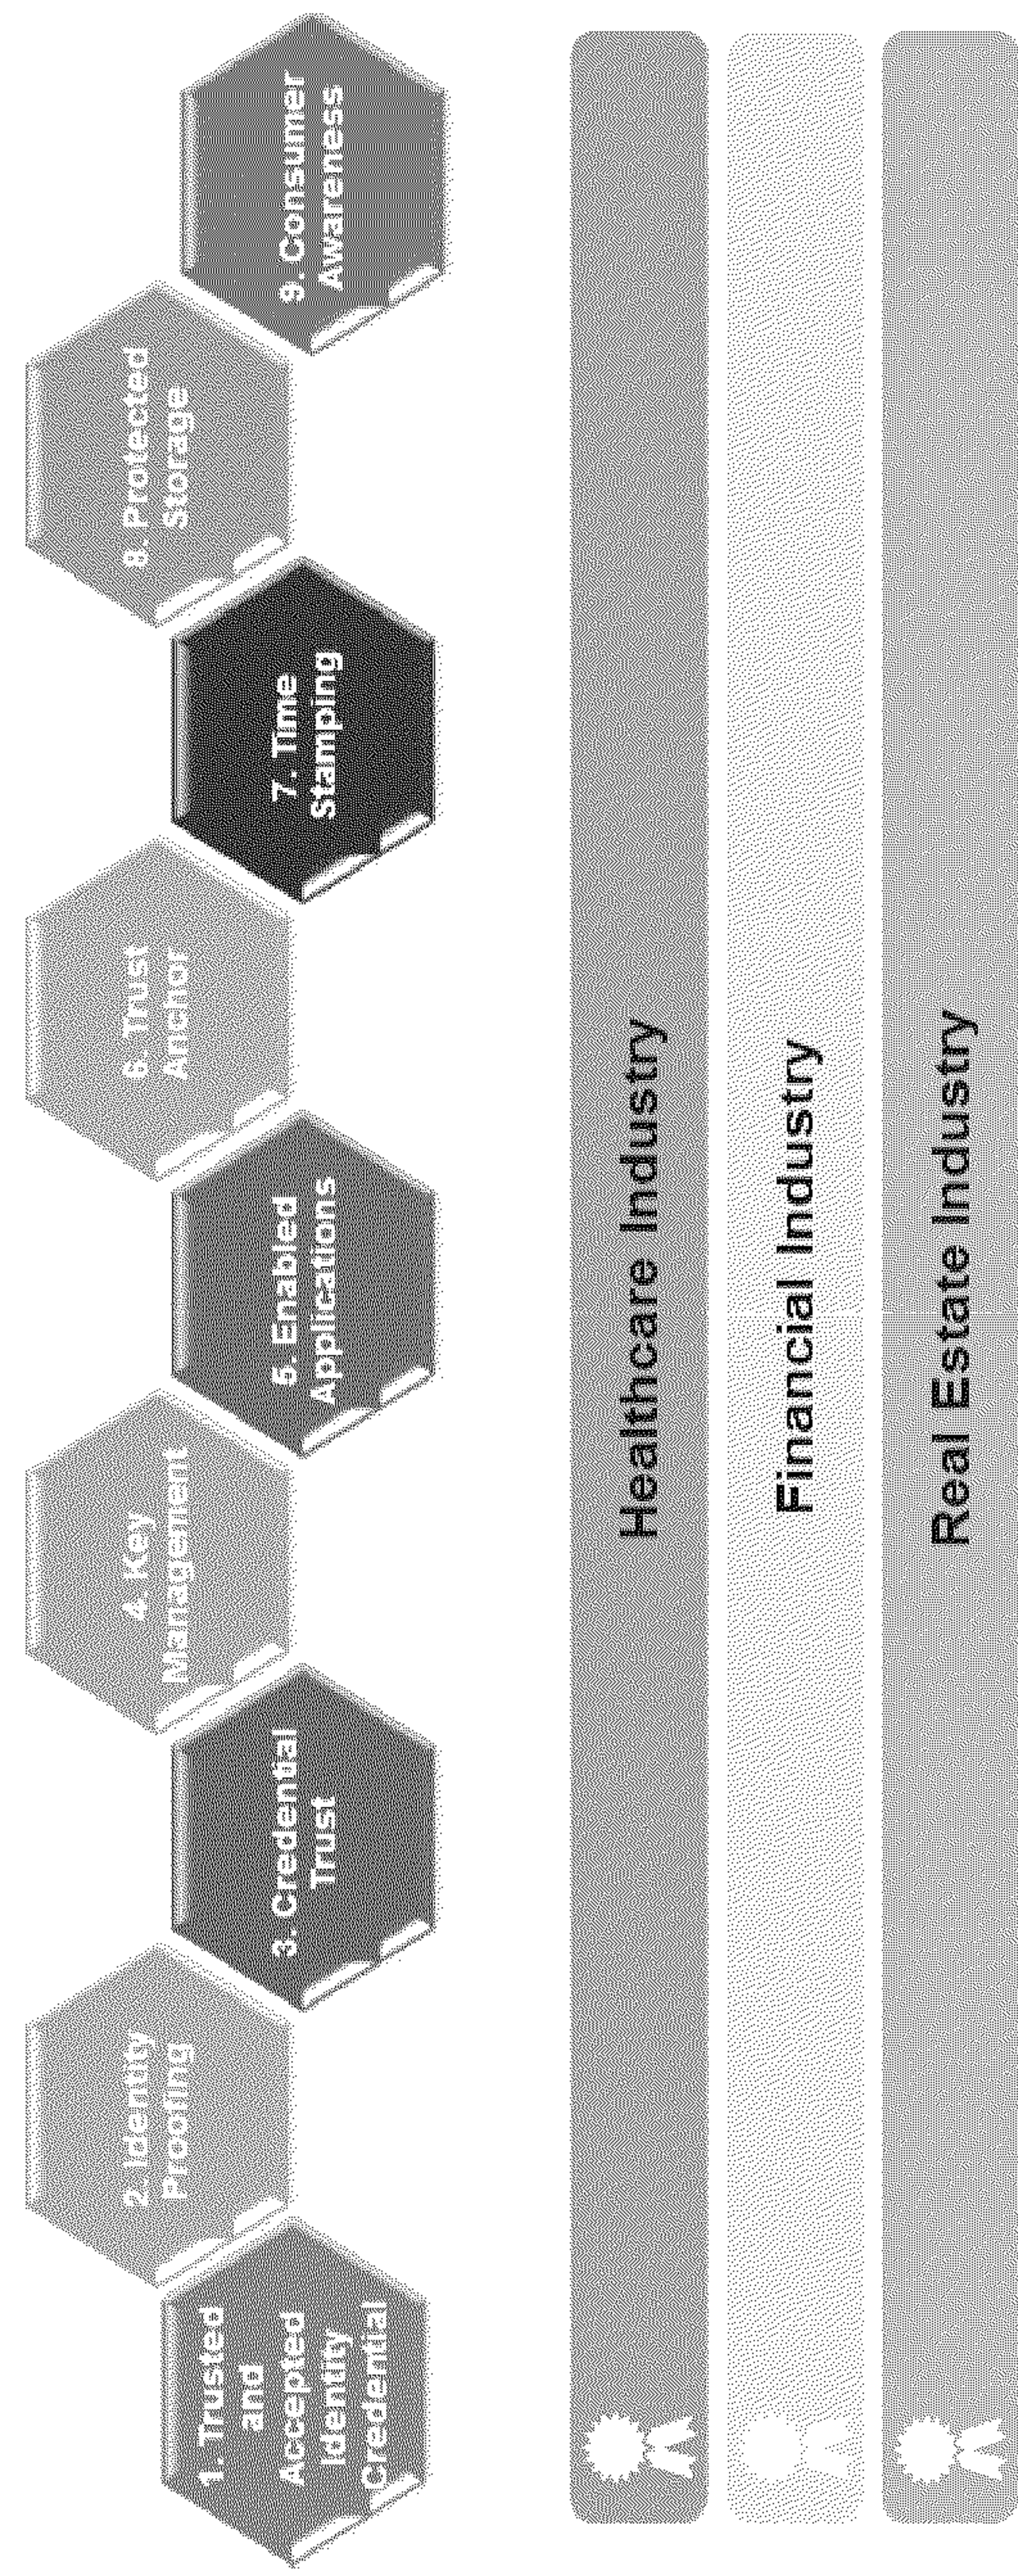 1. Trusted
and
Accepted
Identity
Credential
2. Identity
Proofing
3. Credential
Trust
4. Key
Management
5. Enabled
Applications
6. Trust
Anchor
7. Time
Stamping
8. Protected
Storage
9. Consumer
Awareness
Healthcare Industry
Financial Industry
Real Estate Industry